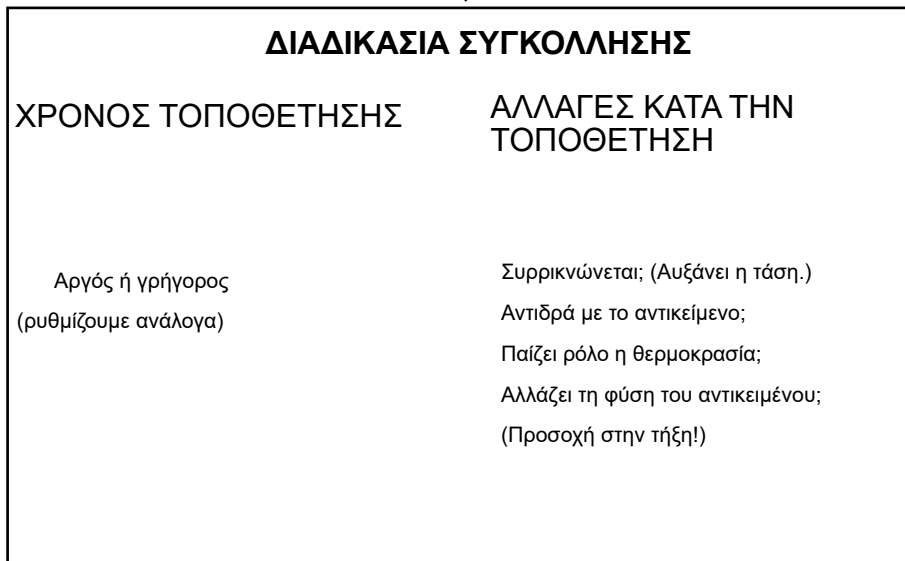 ΔΙΑΔΙΚΑΣΙΑ ΣΥΓΚΟΛΛΗΣΗΣ
ΧΡΟΝΟΣ ΤΟΠΟΘΕΤΗΣΗΣ
Αργός ή γρήγορος
(ρυθμίζουμε ανάλογα)
ΑΛΛΑΓΕΣ ΚΑΤΑ ΤΗΝ
ΤΟΠΟΘΕΤΗΣΗ
Συρρικνώνεται; (Αυξάνει η τάση.)
Αντιδρά με το αντικείμενο;
Παίζει ρόλο η θερμοκρασία;
Αλλάζει τη φύση του αντικειμένου;
(Προσοχή στην τήξη!)